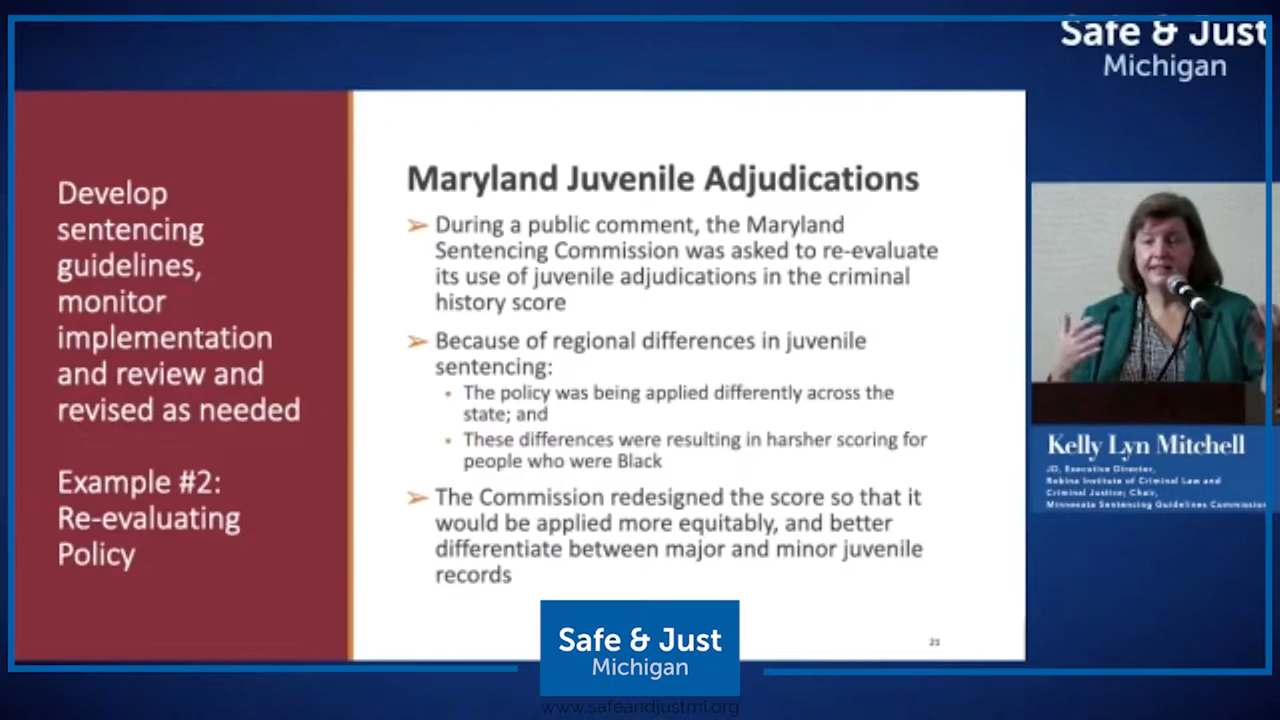 Safe & Just
Michigan
Develop
sentencing
guidelines,
monitor
implementation
and review and
revised as needed
Example #2:
Re-evaluating
Policy
Maryland Juvenile Adjudications
➢ During a public comment, the Maryland
Sentencing Commission was asked to re-evaluate
its use of juvenile adjudications in the criminal
history score
➢ Because of regional differences in juvenile
sentencing:
• The policy was being applied differently across the
state; and
• These differences were resulting in harsher scoring for
people who were Black
➢ The Commission redesigned the score so that it
would be applied more equitably, and better
differentiate between major and minor juvenile
records
21
Kelly Lyn Mitchell
JD, Executive Director,
Robina Institute of Criminal Law and
Criminal Justice; Chair,
Minnesota Sentencing Guidelines Commission
Safe & Just
Michigan
www.safeandjustmi.org